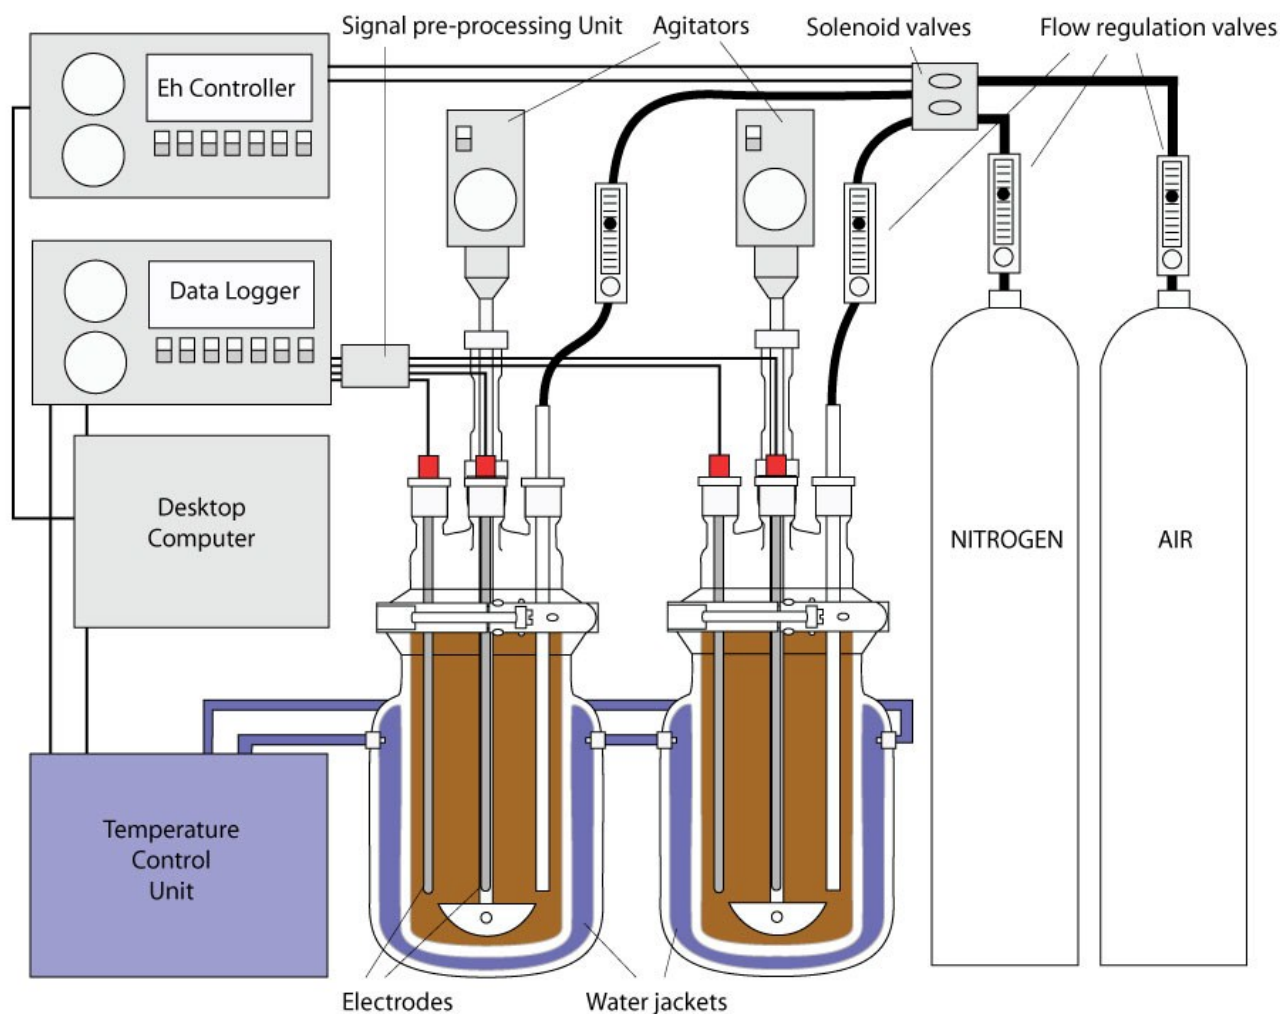 Signal pre-processing Unit
Agitators
Solenoid valves
Flow regulation valves
Eh Controller
Data Logger
Desktop
Computer
NITROGEN
AIR
Temperature
Control
Unit
Electrodes
Water jackets